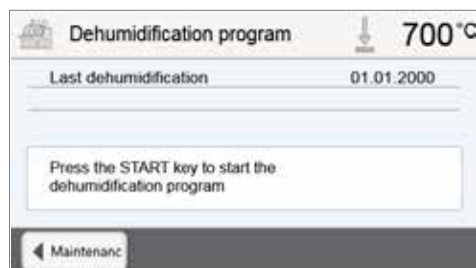 Dehumidification program 700°C
Last dehumidification 01.01.2000
Press the START key to start the
dehumidification program
Maintenanc